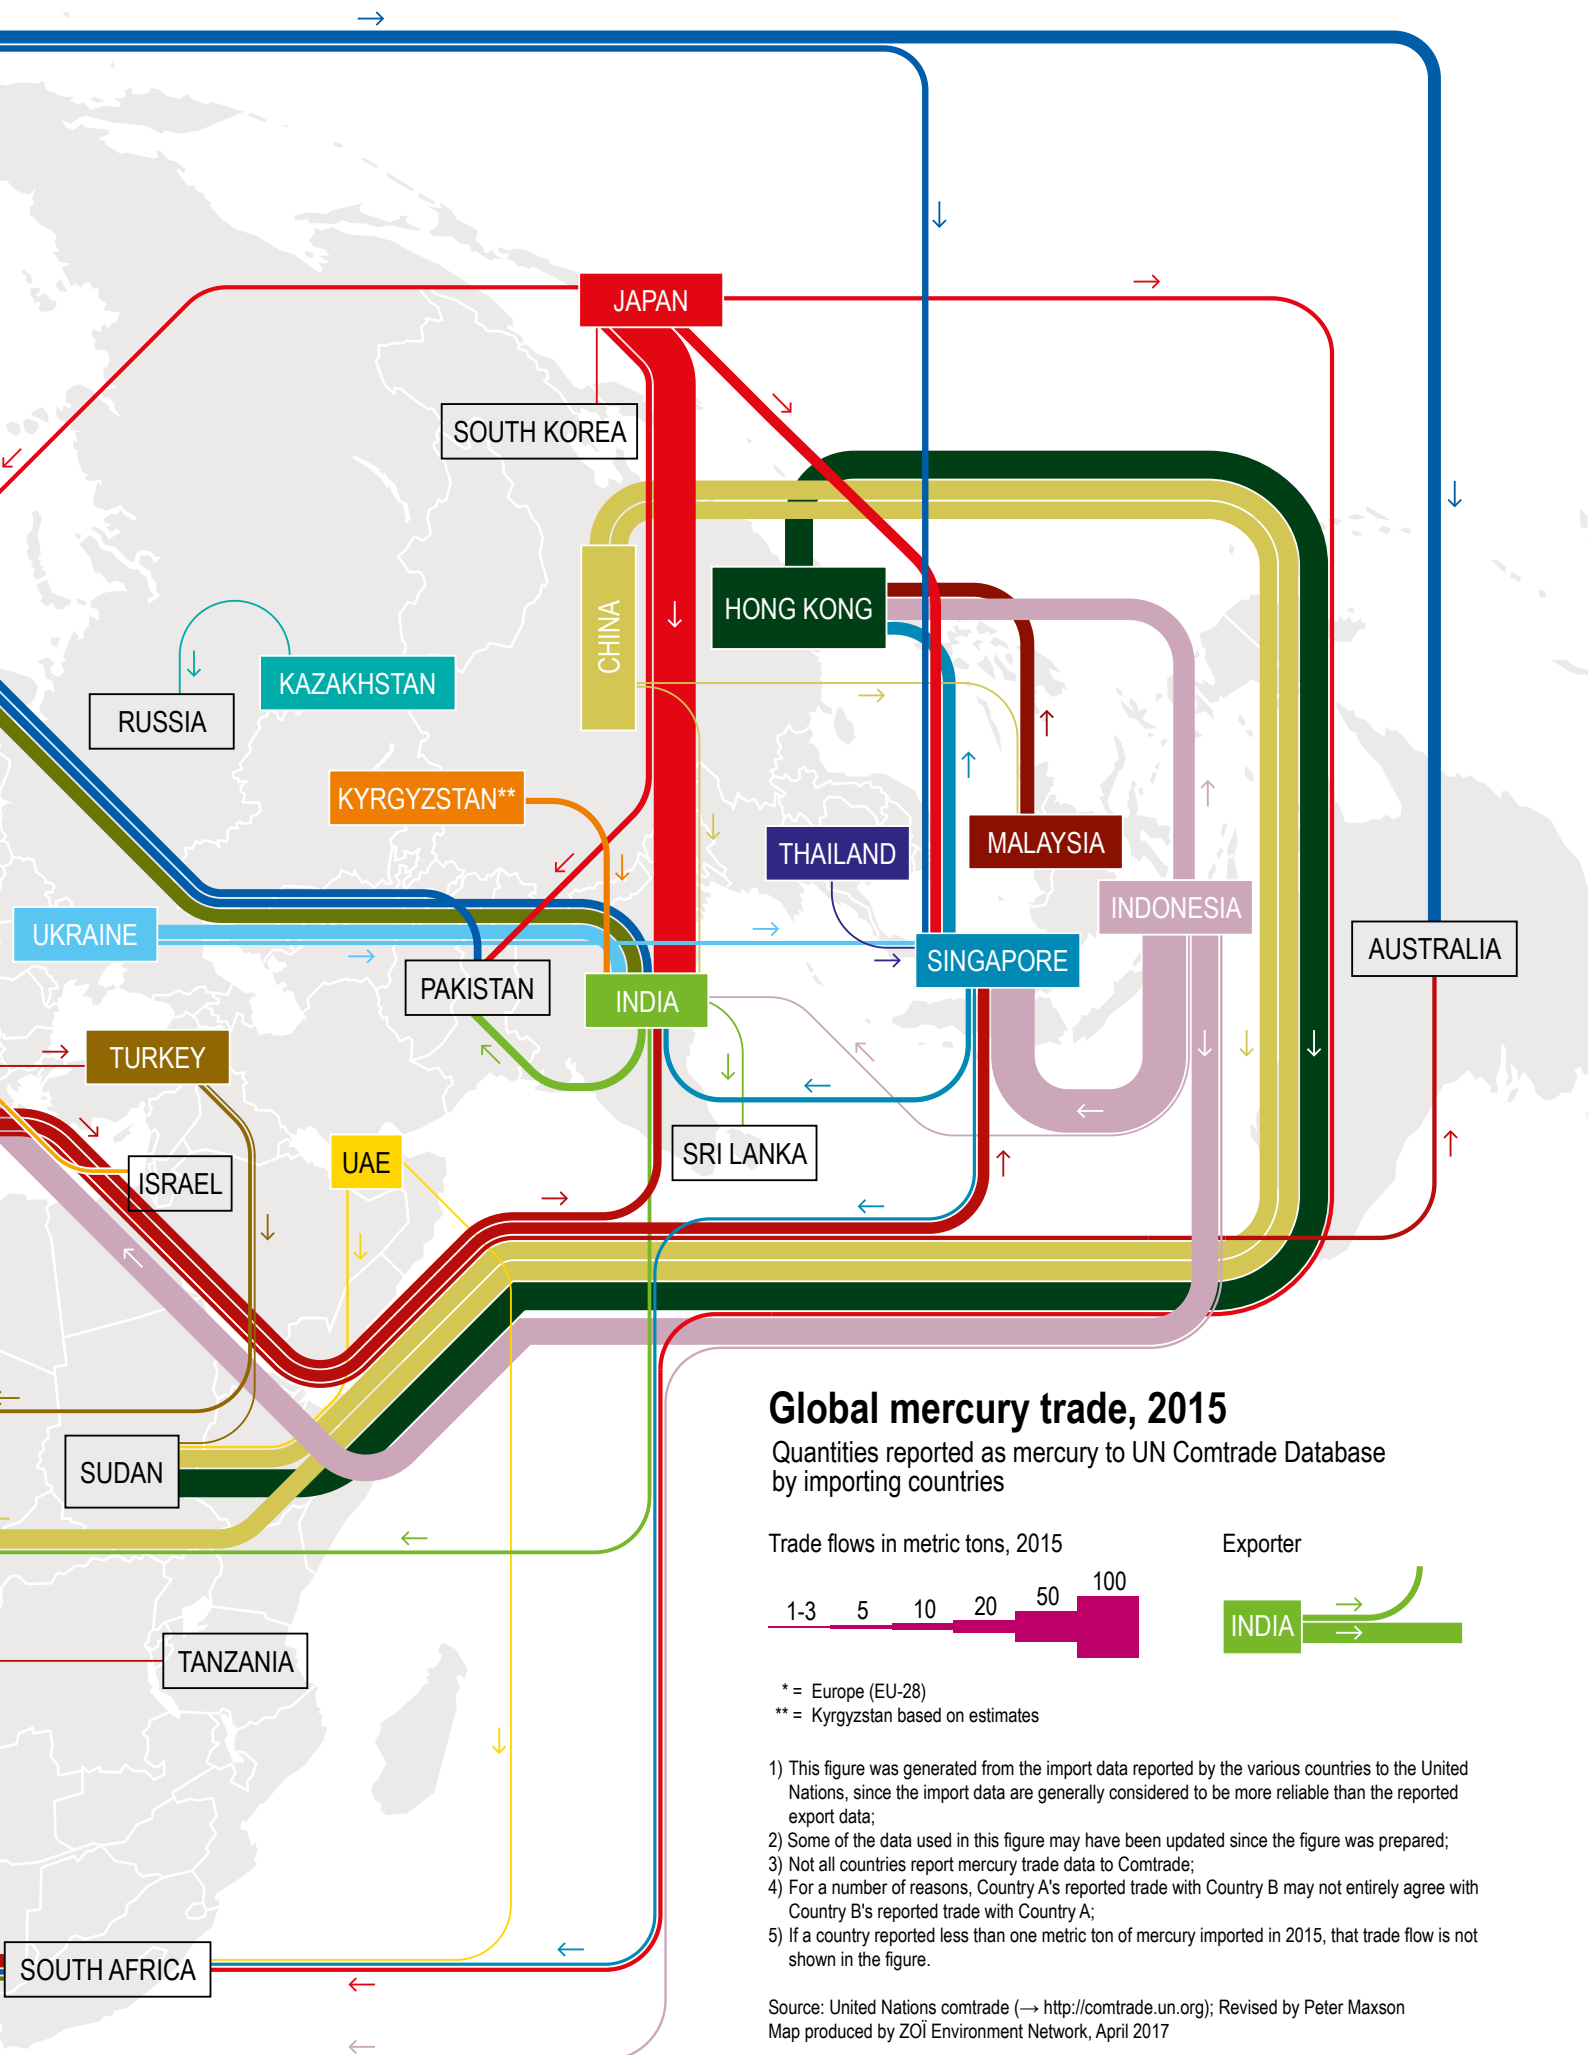 JAPAN
SOUTH KOREA
CHINA
HONG KONG
KAZAKHSTAN
RUSSIA
KYRGYZSTAN**
THAILAND
MALAYSIA
INDONESIA
UKRAINE
SINGAPORE
AUSTRALIA
PAKISTAN
INDIA
TURKEY
SRI LANKA
UAE
ISRAEL
SUDAN
TANZANIA
SOUTH AFRICA
Global mercury trade, 2015
Quantities reported as mercury to UN Comtrade Database
by importing countries
Trade flows in metric tons, 2015
Exporter
1-3 5 10 20 50 100
INDIA
* = Europe (EU-28)
** = Kyrgyzstan based on estimates
1) This figure was generated from the import data reported by the various countries to the United
Nations, since the import data are generally considered to be more reliable than the reported
export data;
2) Some of the data used in this figure may have been updated since the figure was prepared;
3) Not all countries report mercury trade data to Comtrade;
4) For a number of reasons, Country A's reported trade with Country B may not entirely agree with
Country B's reported trade with Country A;
5) If a country reported less than one metric ton of mercury imported in 2015, that trade flow is not
shown in the figure.
Source: United Nations comtrade (→ http://comtrade.un.org); Revised by Peter Maxson
Map produced by ZOÏ Environment Network, April 2017